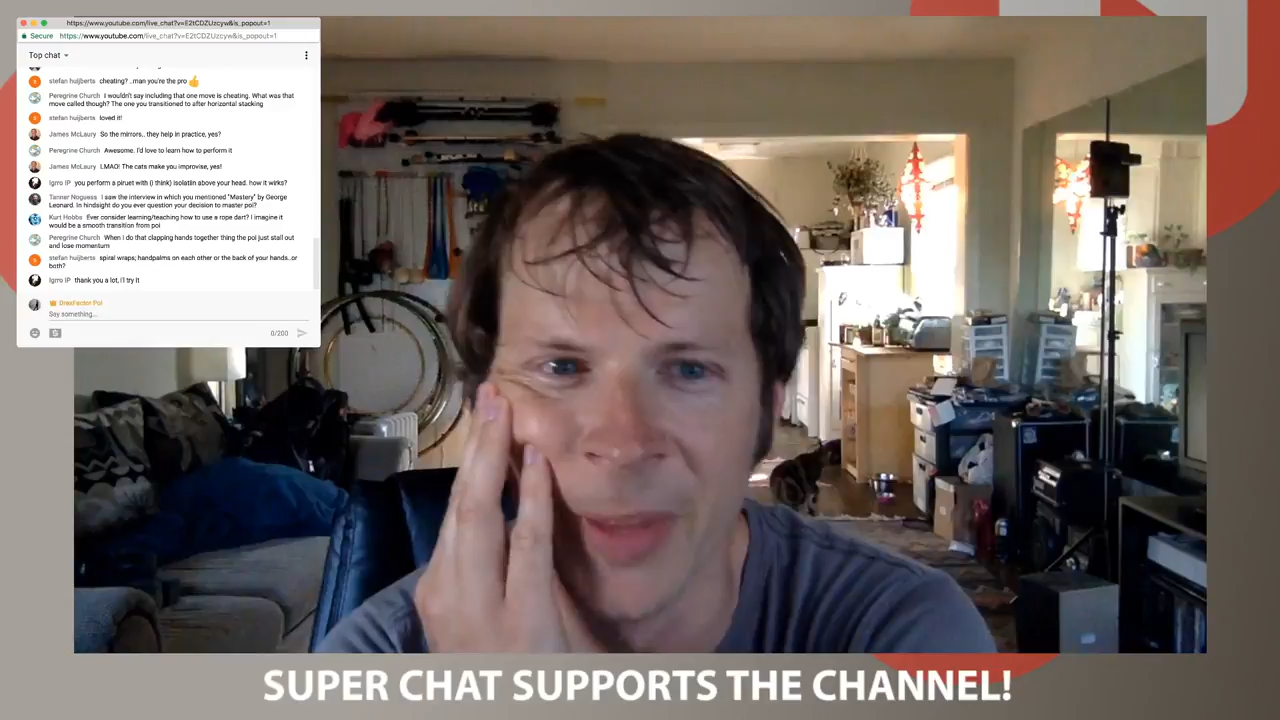 https://www.youtube.com/live_chat?v=E2tCDZUzcyw&is_popout=1
Secure https://www.youtube.com/live_chat?v=E2tCDZUzcyw&is_popout=1
Top chat
stefan huijberts cheating? ..man you're the pro
Peregrine Church I wouldn't say including that one move is cheating. What was that
move called though? The one you transitioned to after horizontal stacking
stefan huijberts loved it!
James McLaury So the mirrors.. they help in practice, yes?
Peregrine Church Awesome. I'd love to learn how to perform it
James McLaury LMAO! The cats make you improvise, yes!
Igrro IP you perform a piruet with (i think) isolatiin above your head. how it wirks?
Tanner Noguess I saw the interview in which you mentioned "Mastery" by George
Leonard. In hindsight do you ever question your decision to master poi?
Kurt Hobbs Ever consider learning/teaching how to use a rope dart? I imagine it
would be a smooth transition from poi
Peregrine Church When I do that clapping hands together thing the poi just stall out
and lose momentum
stefan huijberts spiral wraps; handpalms on each other or the back of your hands..or
both?
Igrro IP thank you a lot, i'l try it
DrexFactor Poi
Say something...
0/200
SUPER CHAT SUPPORTS THE CHANNEL!